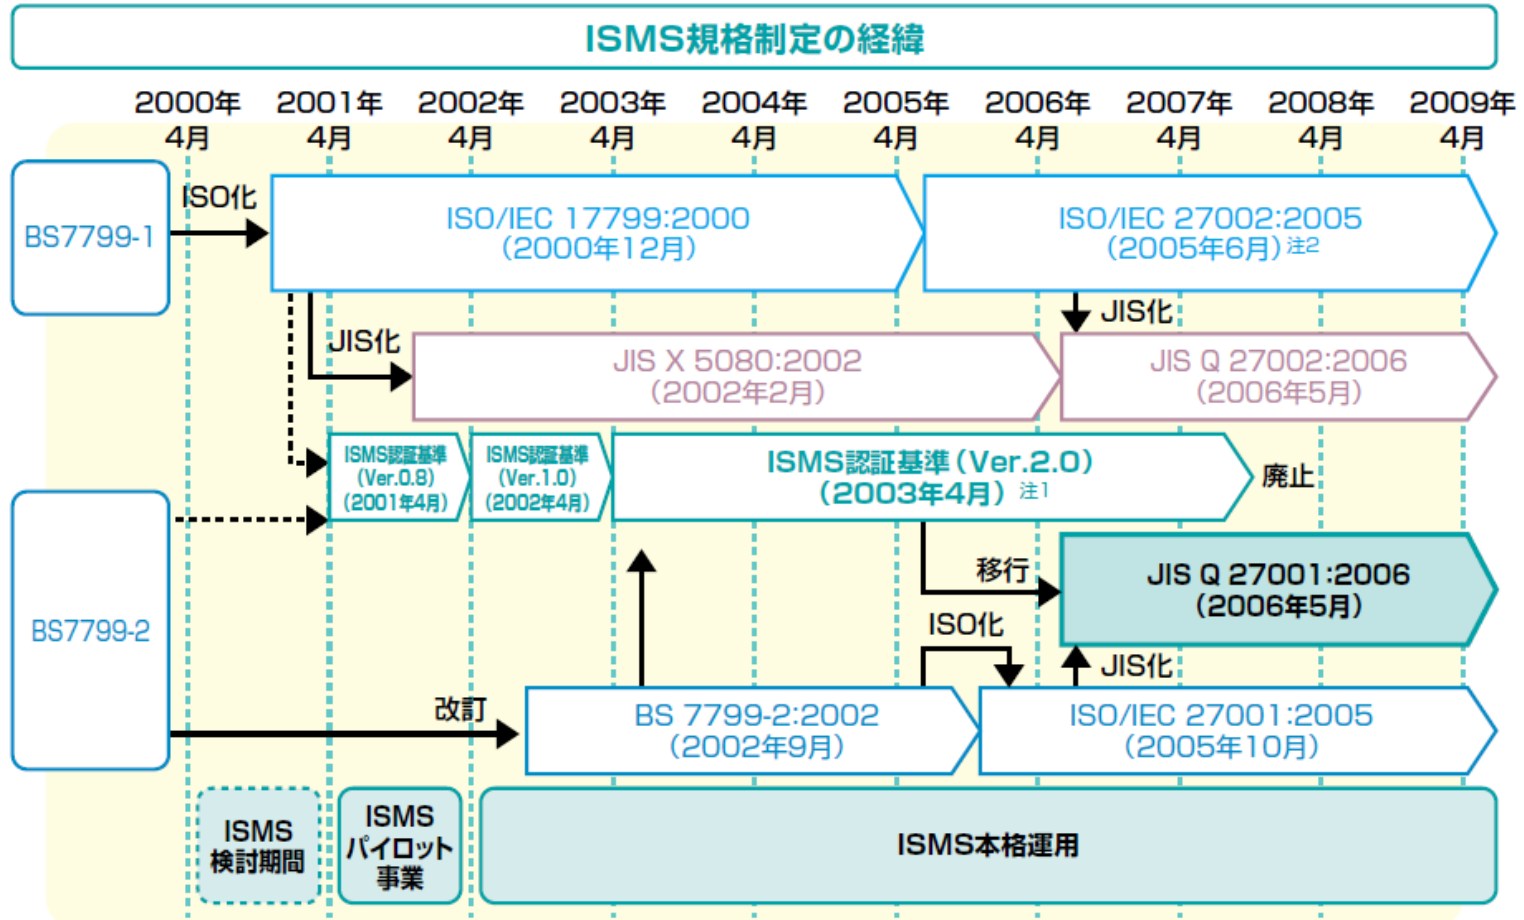 ISMS規格制定の経緯
2000年 2001年 2002年 2003年 2004年 2005年 2006年 2007年 2008年 2009年
4月 4月 4月 4月 4月 4月 4月 4月 4月 4月
BS7799-1
ISO化
ISO/IEC 17799:2000
（2000年12月）
ISO/IEC 27002:2005
（2005年6月）注2
JIS化
JIS化
JIS X 5080:2002
（2002年2月）
JIS Q 27002:2006
（2006年5月）
ISMS認証基準
（Ver.0.8）
（2001年4月）
ISMS認証基準
（Ver.1.0）
（2002年4月）
ISMS認証基準（Ver.2.0）
（2003年4月）注1
廃止
BS7799-2
移行
JIS Q 27001:2006
（2006年5月）
ISO化
JIS化
改訂
BS 7799-2:2002
（2002年9月）
ISO/IEC 27001:2005
（2005年10月）
ISMS
検討期間
ISMS
パイロット
事業
ISMS本格運用